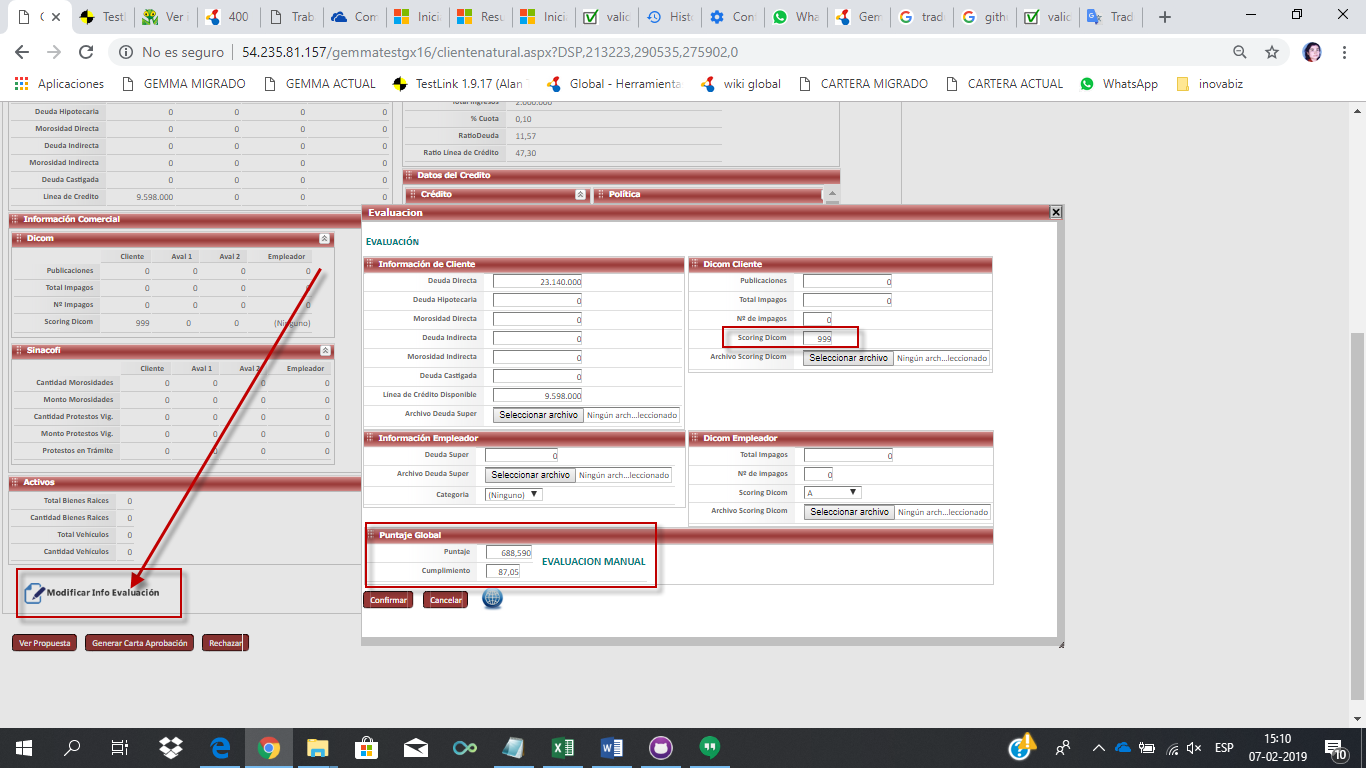 C
TestL
Ver i
400
Trab
Com
Inicia
Resu
Inicia
valic
Histo
Con
Wha
Gem
trad
gith
valic
Trad
No es seguro | 54.235.81.157/gemmatestgx16/clientenatural.aspx?DSP,213223,290535,275902,0
Aplicaciones GEMMA MIGRADO GEMMA ACTUAL TestLink 1.9.17 (Alan Global - Herramienta wiki global CARTERA MIGRADO CARTERA ACTUAL WhatsApp inovabiz
Deuda Hipotecaria 0 0 0 0
Morosidad Directa 0 0 0 0
Deuda Indirecta 0 0 0 0
Morosidad Indirecta 0 0 0 0
Deuda Castigada 0 0 0 0
Linea de Credito 9.598.000 0 0 0
Total Ingresos 2.000.000
% Cuota 0,10
RatioDeuda 11,57
Ratio Linea de Crédito 47,30
Datos del Credito
Crédito
Política
Información Comercial
Dicom
Cliente Aval 1 Aval 2 Empleador
Publicaciones 0 0 0 0
Total Impagos 0 0 0 0
Nº Impagos 0 0 0 0
Scoring Dicom 999 0 0 (Ninguno)
Sinacofi
Cliente Aval 1 Aval 2 Empleador
Cantidad Morosidades 0 0 0 0
Monto Morosidades 0 0 0 0
Cantidad Protestos Vig. 0 0 0 0
Monto Protestos Vig. 0 0 0 0
Protestos en Trámite 0 0 0 0
Activos
Total Bienes Raices 0
Cantidad Bienes Raices 0
Total Vehículos 0
Cantidad Vehículos 0
Modificar Info Evaluación
Ver Propuesta
Generar Carta Aprobación
Rechazar
Evaluacion
EVALUACIÓN
Información de Cliente
Deuda Directa 23.140.000
Deuda Hipotecaria 0
Morosidad Directa 0
Deuda Indirecta 0
Morosidad Indirecta 0
Deuda Castigada 0
Linea de Crédito Disponible 9.598.000
Archivo Deuda Super Seleccionar archivo Ningún arch...leccionado
Dicom Cliente
Publicaciones 0
Total Impagos 0
Nº de impagos 0
Scoring Dicom 999
Archivo Scoring Dicom Seleccionar archivo Ningún arch...leccionado
Información Empleador
Deuda Super 0
Archivo Deuda Super Seleccionar archivo Ningún arch...leccionado
Categoria (Ninguno)
Dicom Empleador
Total Impagos 0
Nº de impagos 0
Scoring Dicom A
Archivo Scoring Dicom Seleccionar archivo Ningún arch...leccionado
Puntaje Global
Puntaje 688,590
Cumplimiento 87,05
EVALUACION MANUAL
Confirmar
Cancelar
ESP
15:10
07-02-2019
10